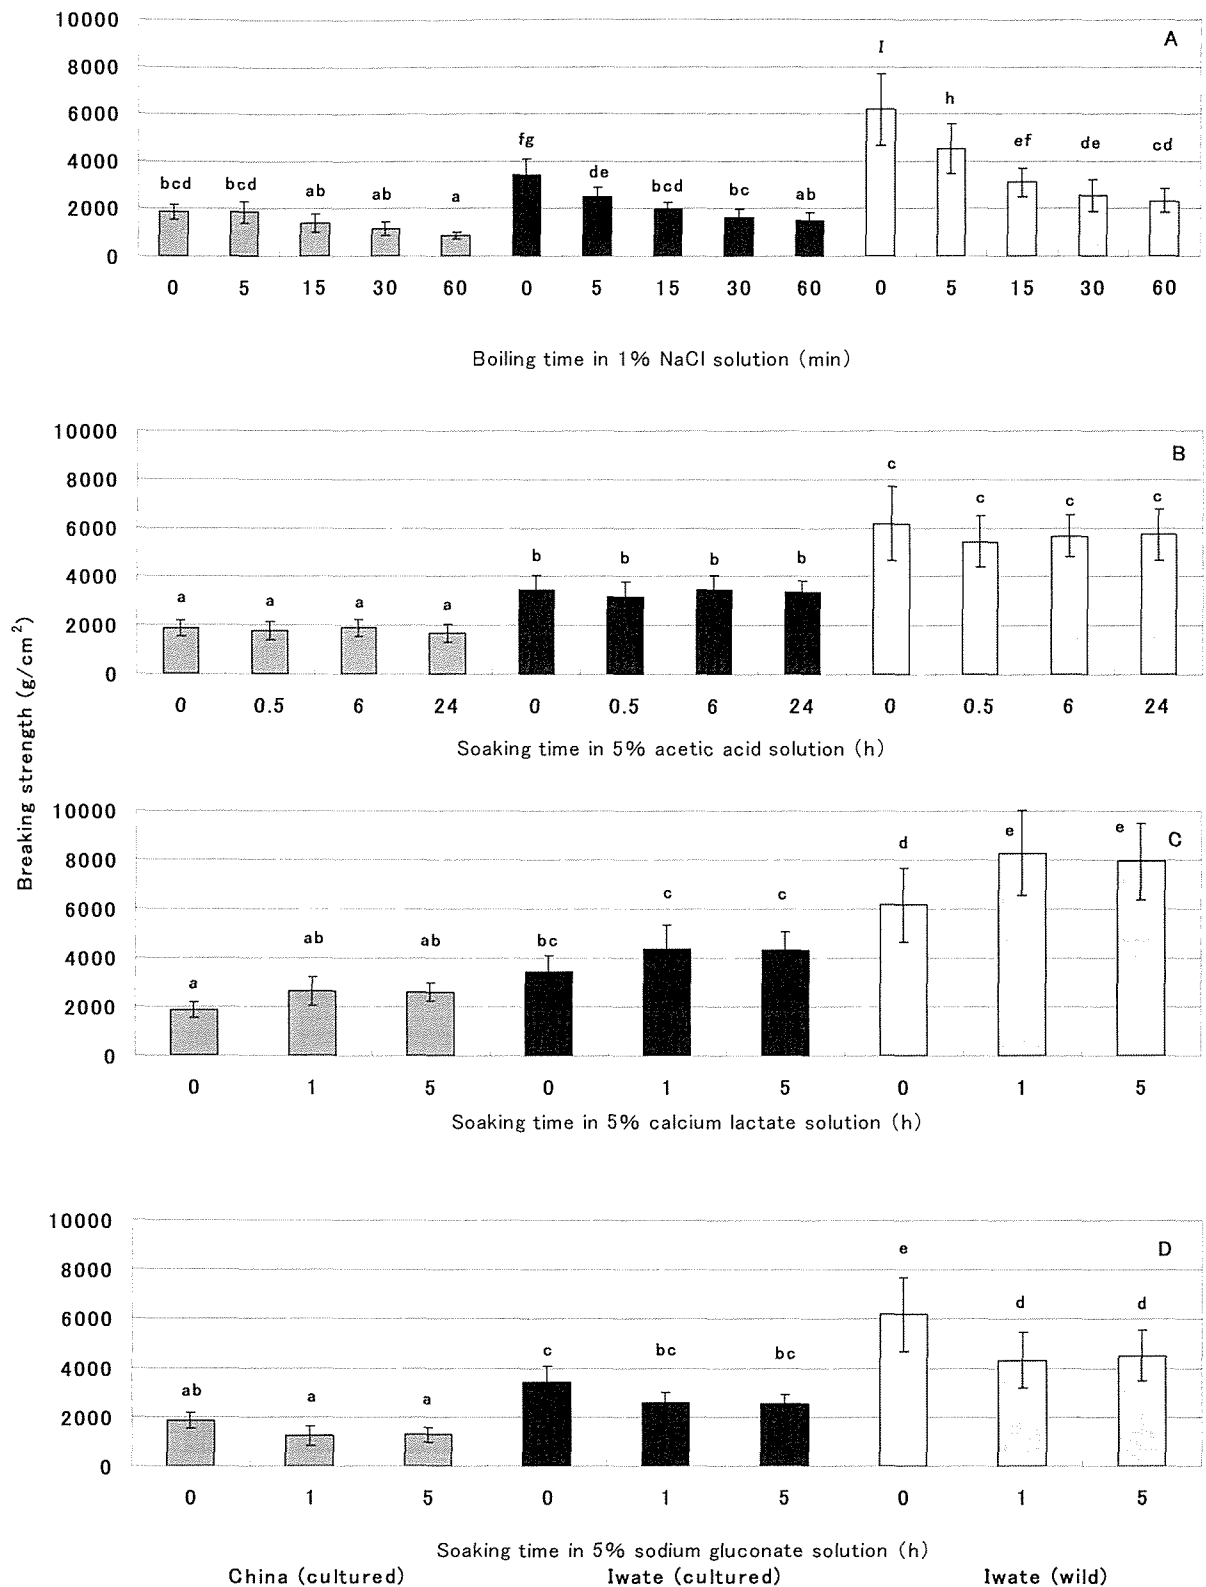 10000
A
I
8000
h
6000
fg
ef
de
cd
4000
bcd
bcd
ab
ab
a
de
bcd
bc
ab
2000
0
0 5 15 30 60 0 5 15 30 60 0 5 15 30 60
Boiling time in 1% NaCl solution (min)
Breaking strength (g/cm²)
10000
B
c
8000
c c c
6000
b b b b
4000
a a a a
2000
0
0 0.5 6 24 0 0.5 6 24 0 0.5 6 24
Soaking time in 5% acetic acid solution (h)
10000
e e C
d
8000
c c
6000
ab ab bc
4000
a
2000
0
0 1 5 0 1 5 0 1 5
Soaking time in 5% calcium lactate solution (h)
10000
e D
8000
d d
6000
c bc bc
4000
ab a a
2000
0
0 1 5 0 1 5 0 1 5
Soaking time in 5% sodium gluconate solution (h)
China (cultured) Iwate (cultured) Iwate (wild)